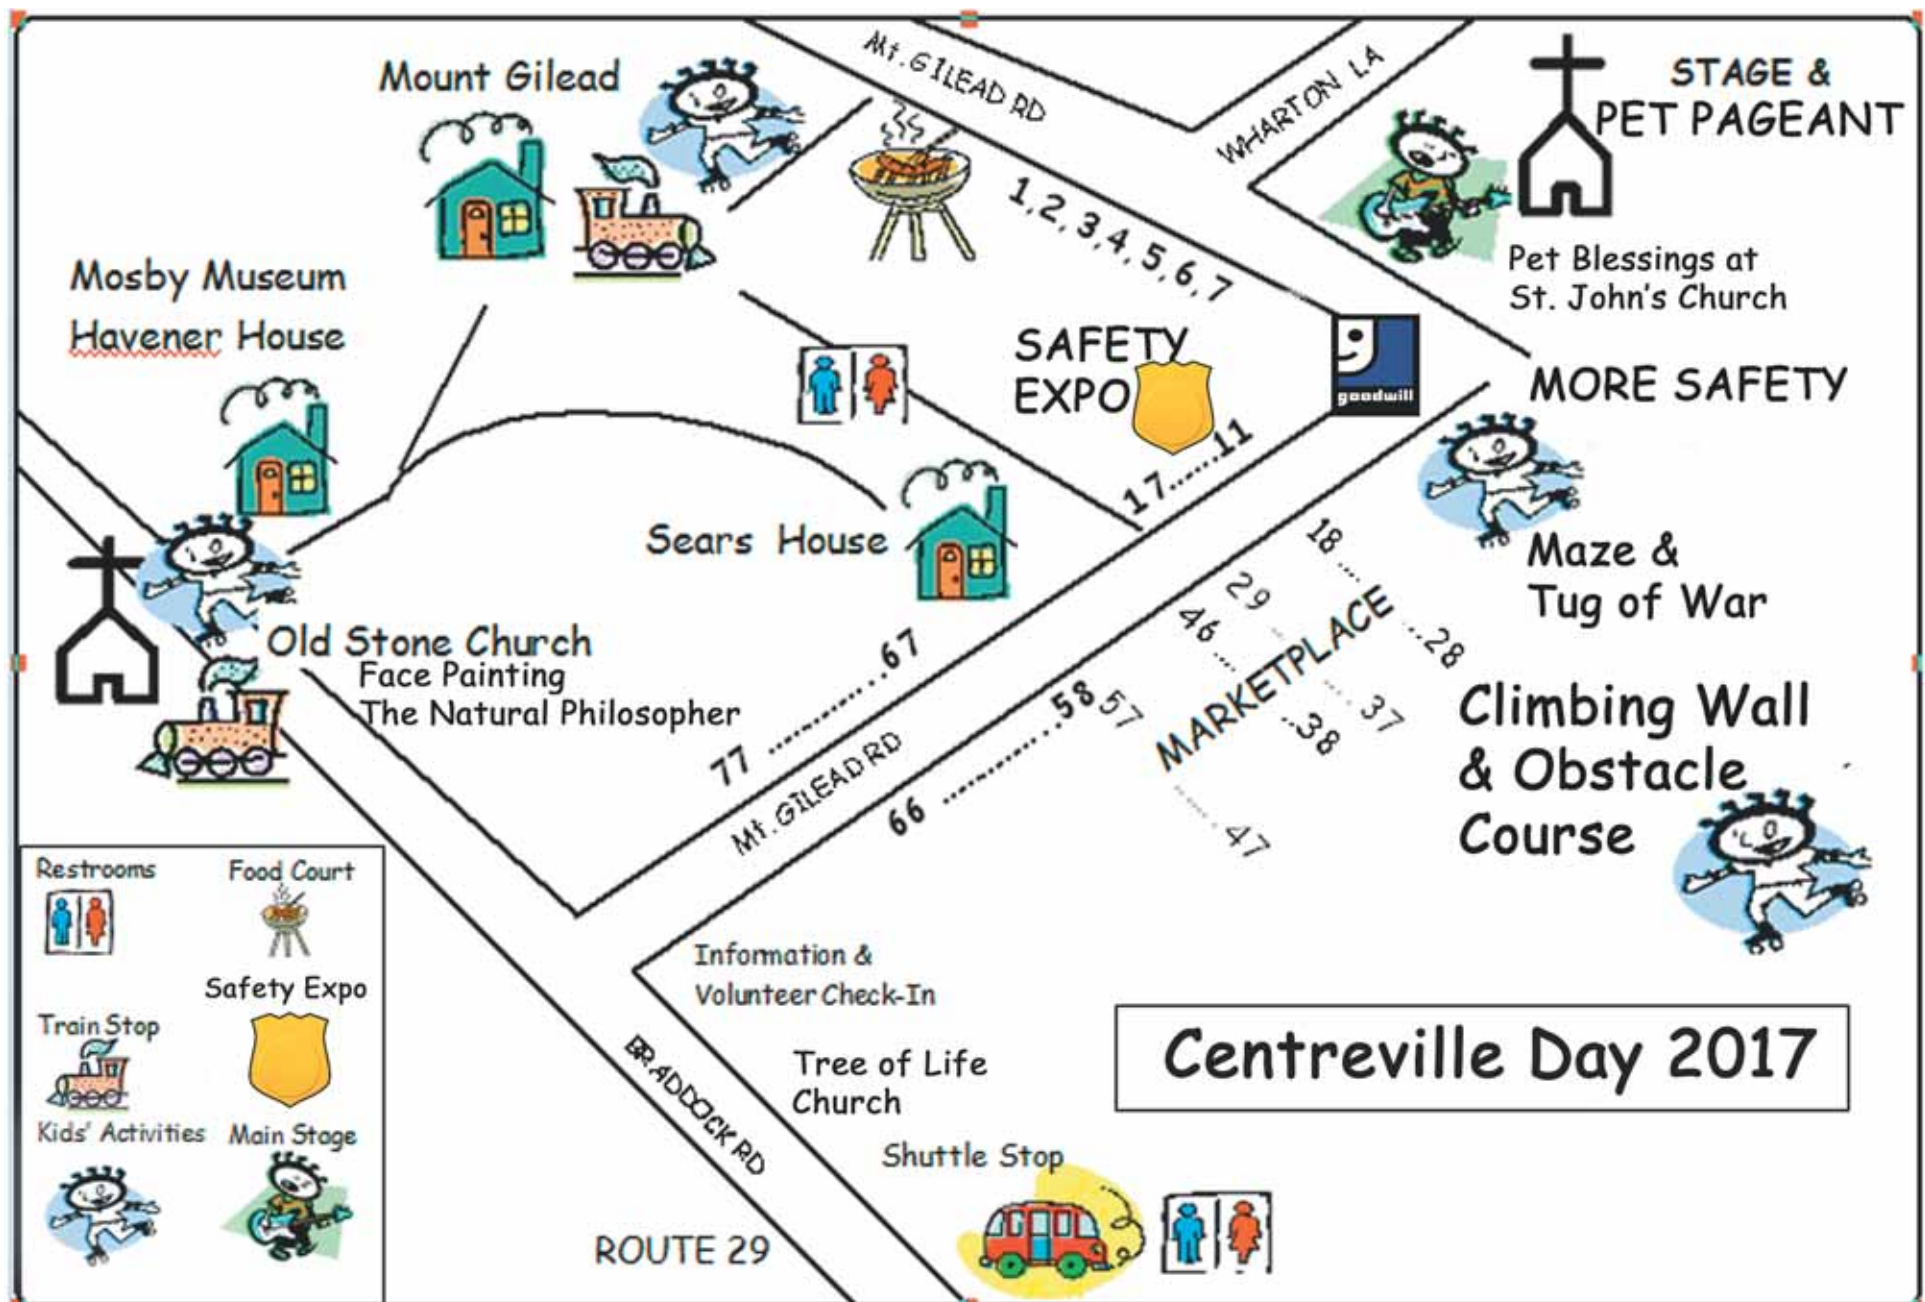 Mt. GILEAD RD
WHARTON LA
STAGE &
PET PAGEANT
Mount Gilead
1,2,3,4,5,6,7
Pet Blessings at
St. John's Church
Mosby Museum
Havener House
SAFETY
EXPO
goodwill
MORE SAFETY
17......11
Sears House
18....
...28
Maze &
Tug of War
29
... 37
46....
...38
MARKETPLACE
Old Stone Church
Face Painting
The Natural Philosopher
77 ............67
Mt. GILEAD RD
66 ............58
57
..... 47
Climbing Wall
& Obstacle
Course
Restrooms
Food Court
Safety Expo
Train Stop
Kids' Activities
Main Stage
Information &
Volunteer Check-In
Tree of Life
Church
Centreville Day 2017
BRADDOCK RD
Shuttle Stop
ROUTE 29